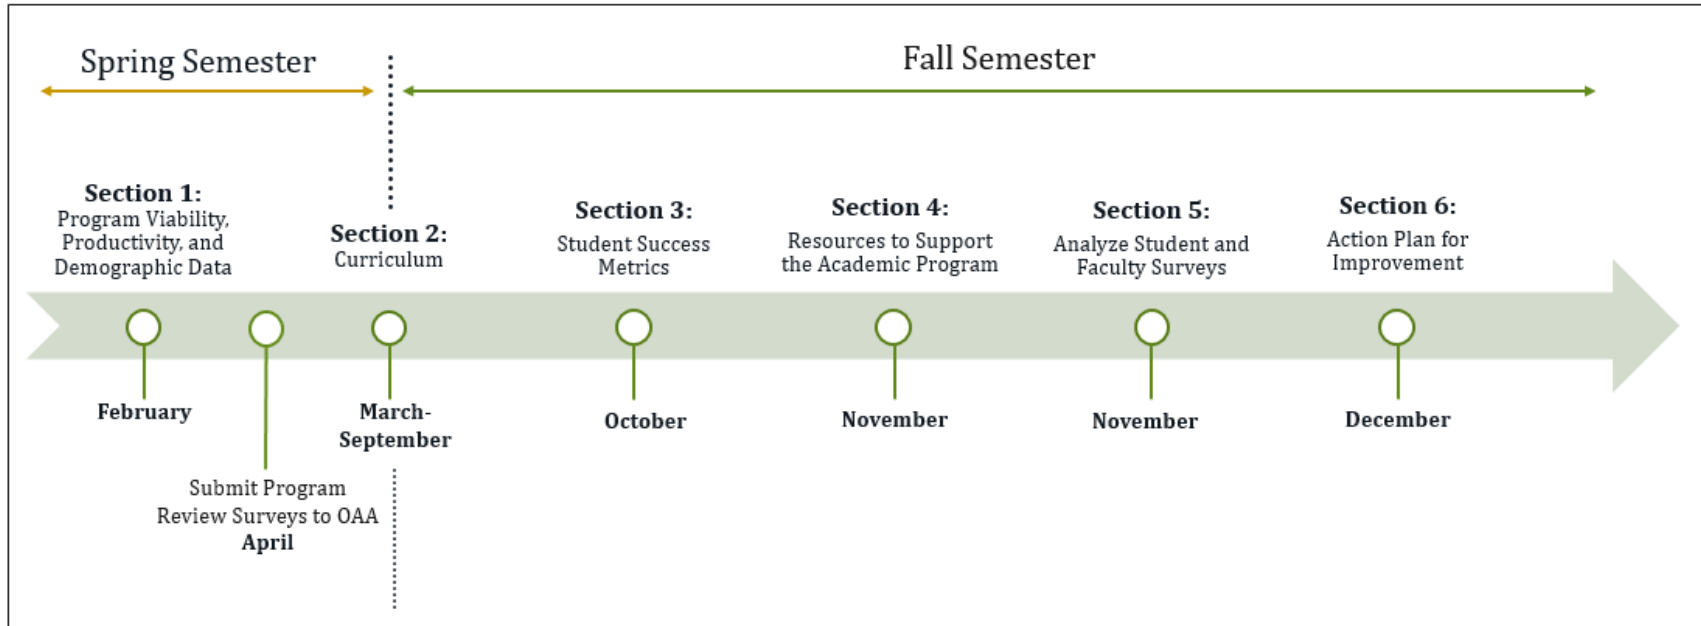 Spring Semester
Fall Semester
Section 1:
Program Viability,
Productivity, and
Demographic Data
Section 2:
Curriculum
Section 3:
Student Success
Metrics
Section 4:
Resources to Support
the Academic Program
Section 5:
Analyze Student and
Faculty Surveys
Section 6:
Action Plan for
Improvement
February
Submit Program
Review Surveys to OAA
April
March-
September
October
November
November
December